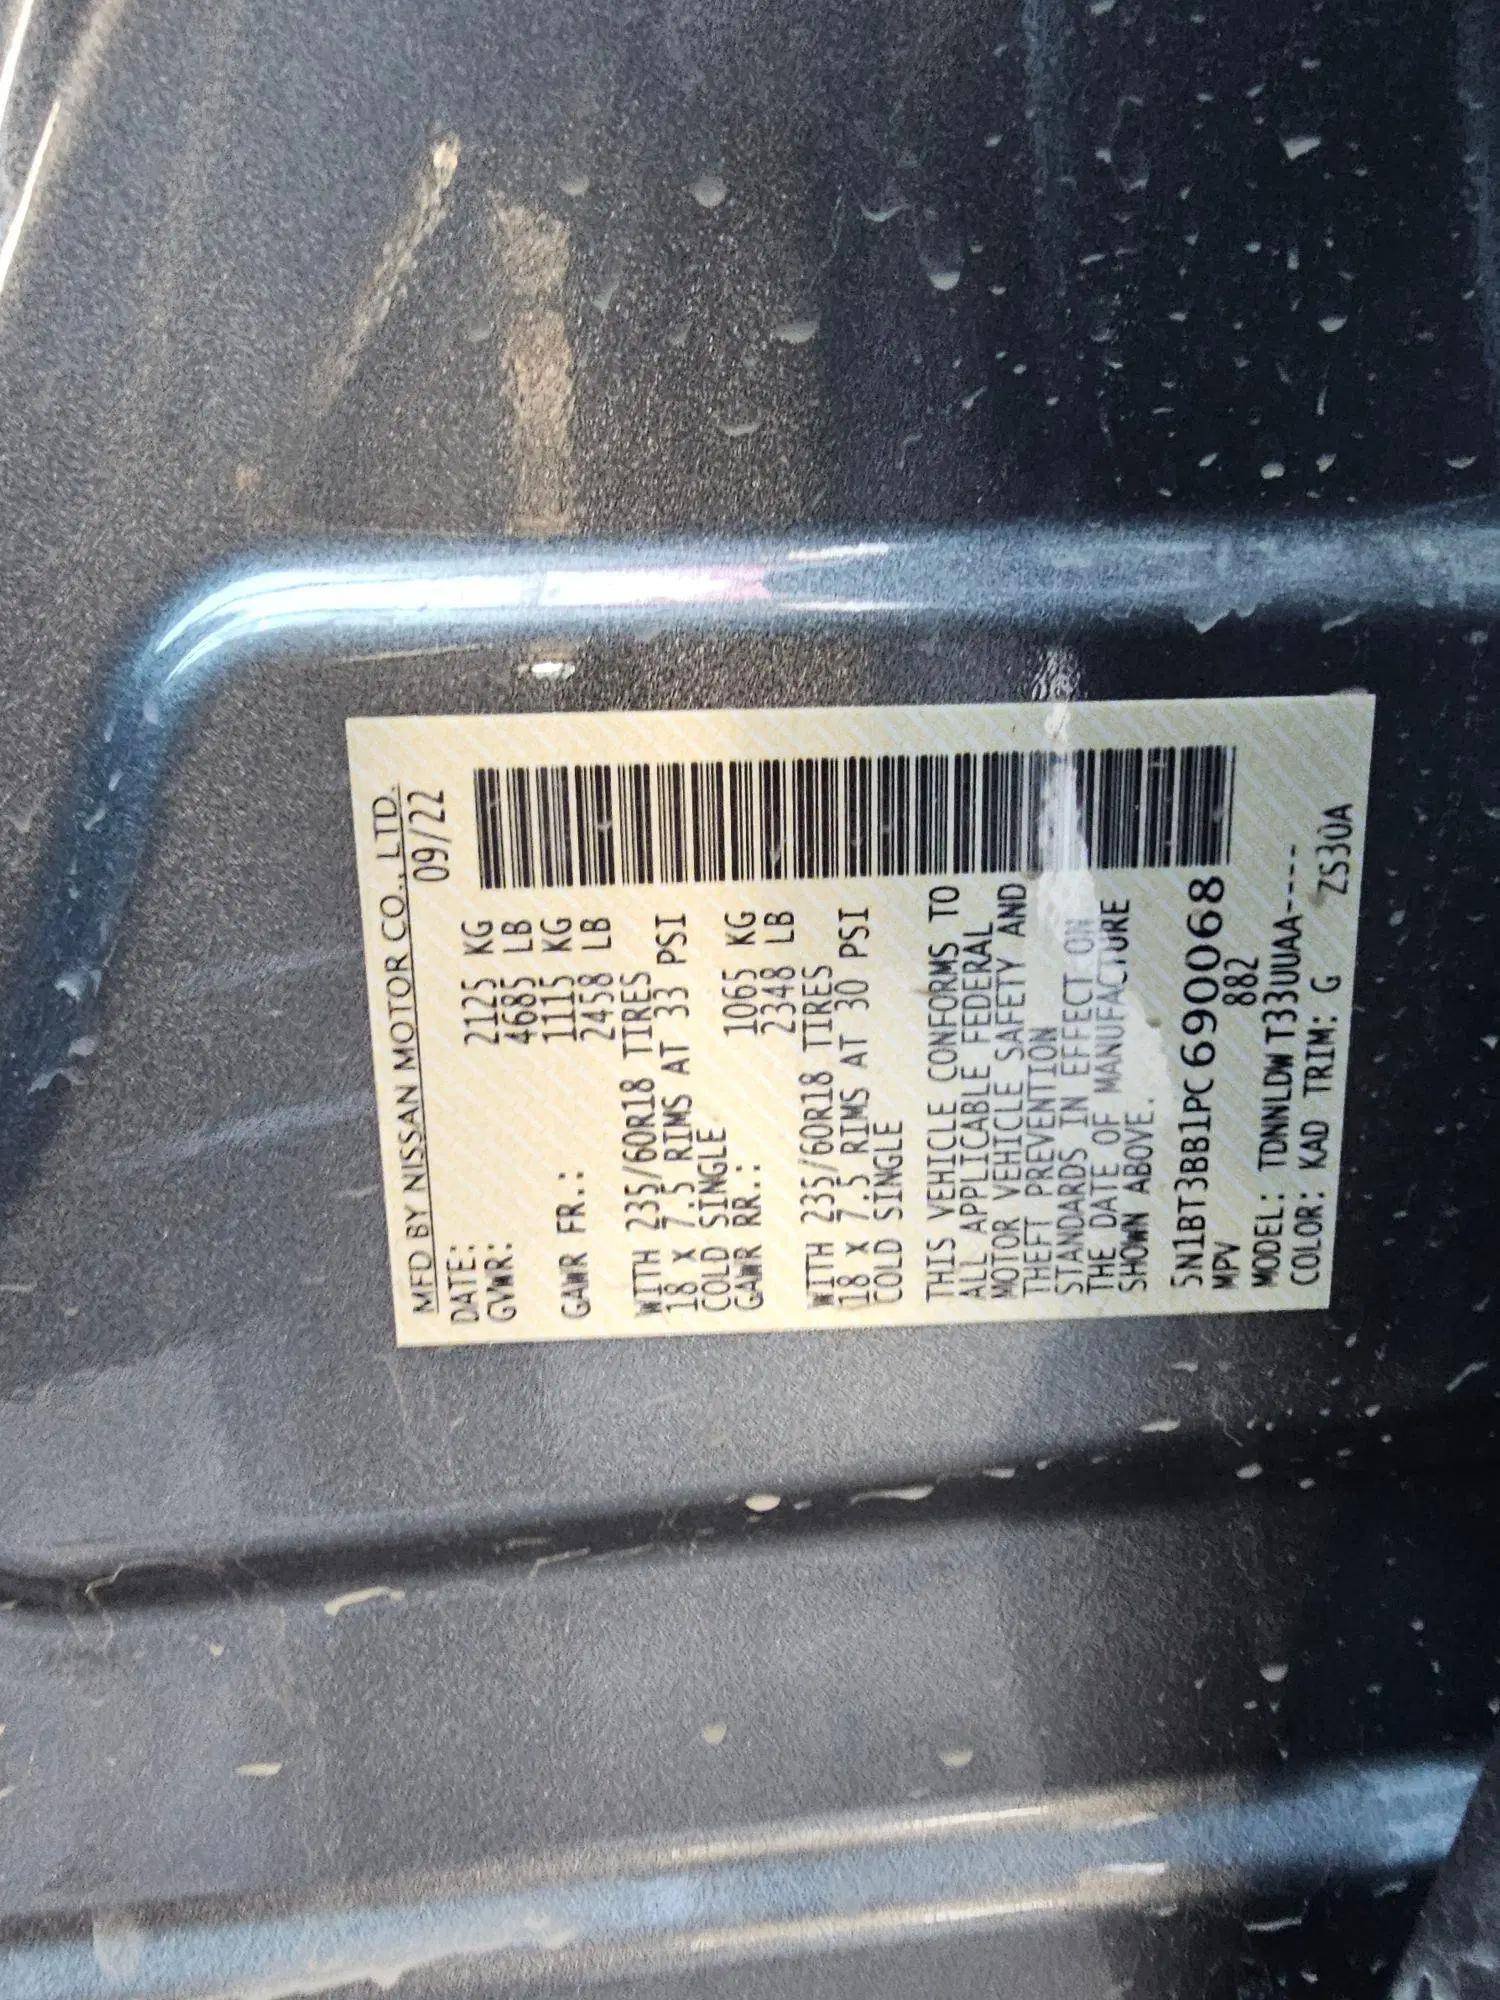 MFD BY NISSAN MOTOR CO., LTD.
DATE: 09/22
GVWR: 2125 KG
4685 LB
GAWR FR.: 1115 KG
2458 LB
WITH 235/60R18 TIRES
18 X 7.5 RIMS AT 33 PSI
COLD SINGLE
GAWR RR.: 1065 KG
2348 LB
WITH 235/60R18 TIRES
18 X 7.5 RIMS AT 30 PSI
COLD SINGLE
THIS VEHICLE CONFORMS TO
ALL APPLICABLE FEDERAL
MOTOR VEHICLE SAFETY AND
THEFT PREVENTION
STANDARDS IN EFFECT ON
THE DATE OF MANUFACTURE
SHOWN ABOVE.
5N1BT3BB1PC690068
MPV 882
MODEL: TDNNLDWT33UUAA----
COLOR: KAD TRIM: G ZS30A